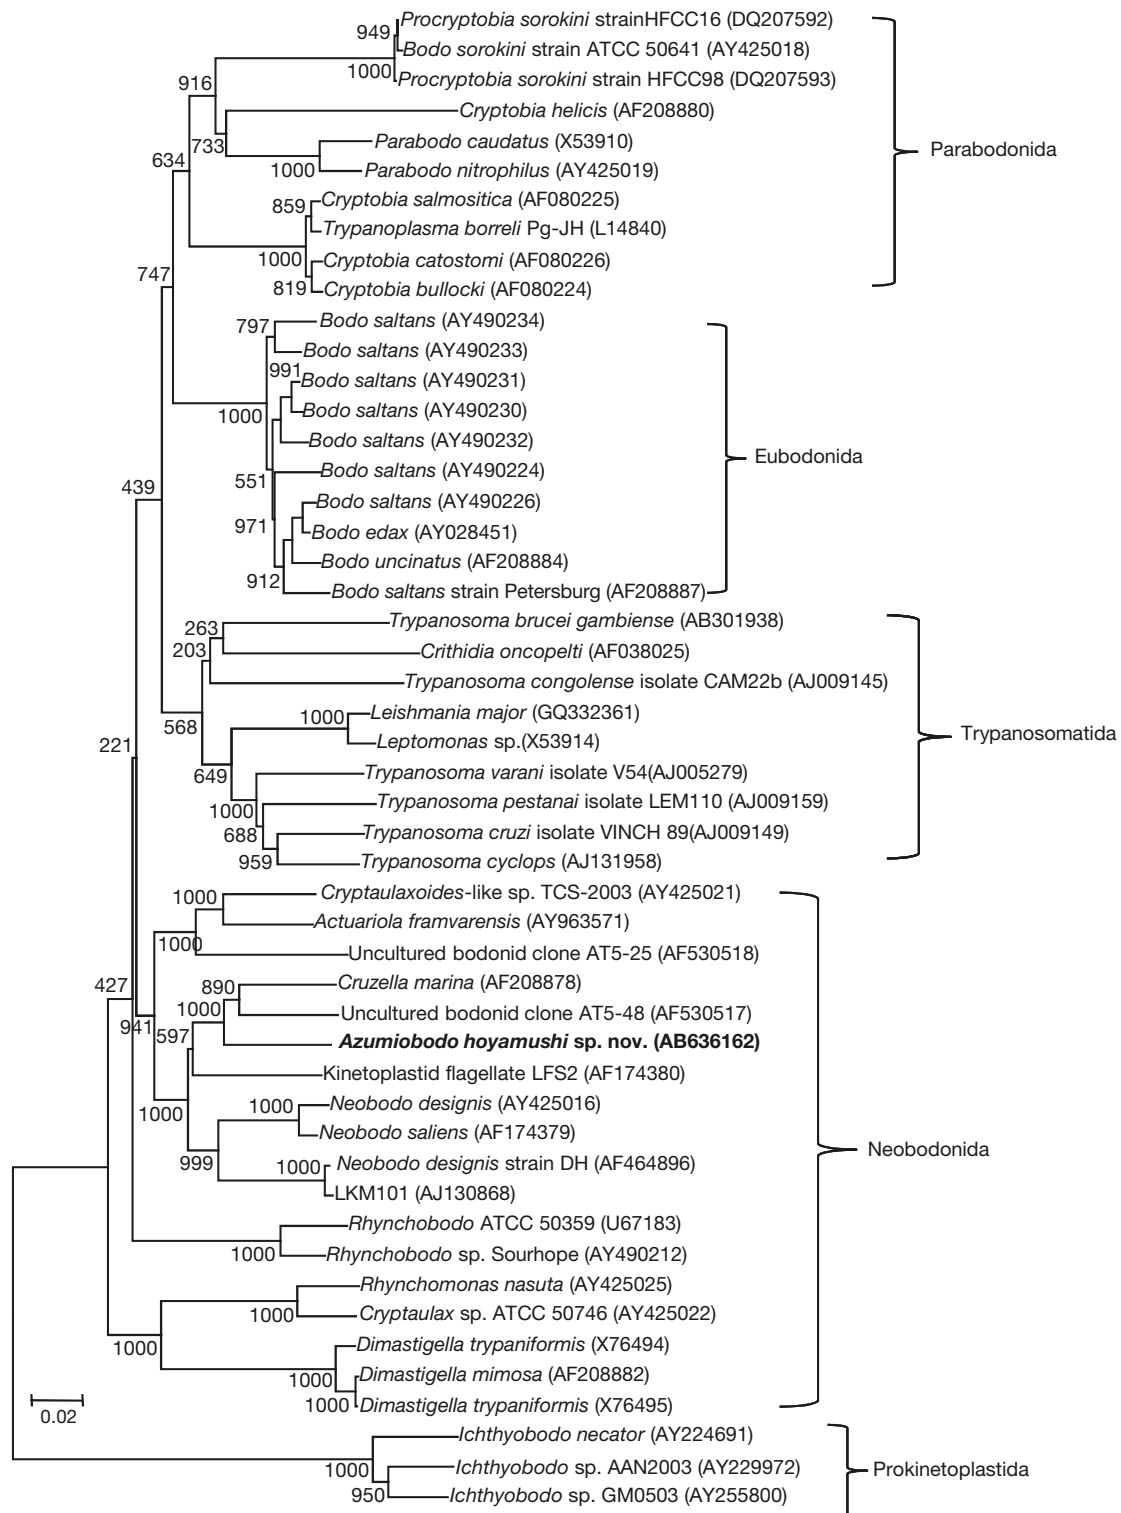 949
Procryptobia sorokini strainHFCC16 (DQ207592)
Bodo sorokini strain ATCC 50641 (AY425018)
1000
Procryptobia sorokini strain HFCC98 (DQ207593)
916
Cryptobia helicis (AF208880)
733
Parabodo caudatus (X53910)
Parabodonida
634
1000
Parabodo nitrophilus (AY425019)
859
Cryptobia salmositica (AF080225)
Trypanoplasma borreli Pg-JH (L14840)
1000
Cryptobia catostomi (AF080226)
747
819
Cryptobia bullocki (AF080224)
797
Bodo saltans (AY490234)
Bodo saltans (AY490233)
991
Bodo saltans (AY490231)
1000
Bodo saltans (AY490230)
Bodo saltans (AY490232)
Eubodonida
551
Bodo saltans (AY490224)
439
Bodo saltans (AY490226)
971
Bodo edax (AY028451)
Bodo uncinatus (AF208884)
912
Bodo saltans strain Petersburg (AF208887)
263
Trypanosoma brucei gambiense (AB301938)
203
Crithidia oncopelti (AF038025)
Trypanosoma congolense isolate CAM22b (AJ009145)
568
1000
Leishmania major (GQ332361)
Trypanosomatida
221
Leptomonas sp.(X53914)
649
Trypanosoma varani isolate V54(AJ005279)
1000
Trypanosoma pestanai isolate LEM110 (AJ009159)
688
Trypanosoma cruzi isolate VINCH 89(AJ009149)
959
Trypanosoma cyclops (AJ131958)
1000
Cryptaulaxoides-like sp. TCS-2003 (AY425021)
Actuariola framvarensis (AY963571)
1000
Uncultured bodonid clone AT5-25 (AF530518)
427
890
Cruzella marina (AF208878)
1000
Uncultured bodonid clone AT5-48 (AF530517)
941
597
Azumiobodo hoyamushi sp. nov. (AB636162)
Kinetoplastid flagellate LFS2 (AF174380)
1000
1000
Neobodo designis (AY425016)
Neobodo saliens (AF174379)
Neobodonida
999
1000
Neobodo designis strain DH (AF464896)
LKM101 (AJ130868)
Rhynchobodo ATCC 50359 (U67183)
1000
Rhynchobodo sp. Sourhope (AY490212)
Rhynchomonas nasuta (AY425025)
1000
Cryptaulax sp. ATCC 50746 (AY425022)
1000
Dimastigella trypaniformis (X76494)
1000
Dimastigella mimosa (AF208882)
1000
Dimastigella trypaniformis (X76495)
0.02
Ichthyobodo necator (AY224691)
1000
Ichthyobodo sp. AAN2003 (AY229972)
Prokinetoplastida
950
Ichthyobodo sp. GM0503 (AY255800)